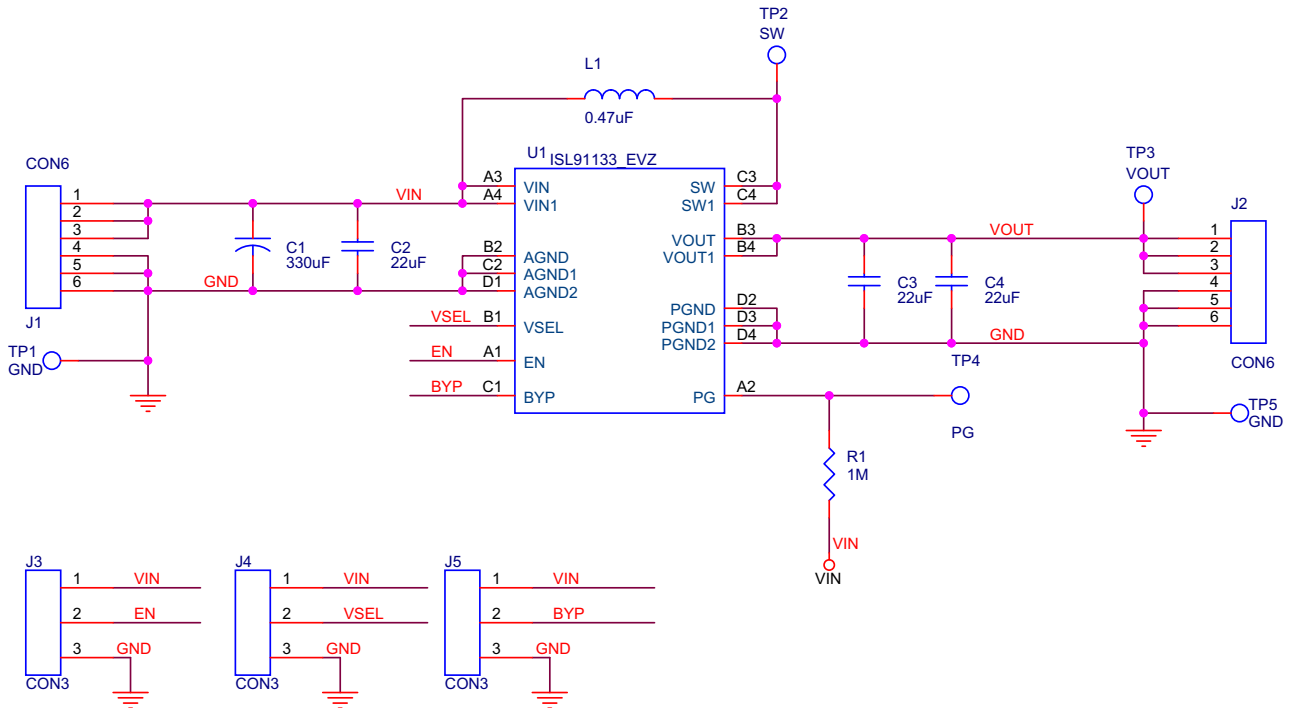 TP2
SW
L1
0.47uF
CON6
U1 ISL91133_EVZ
TP3
VOUT
J2
1
2
3
4
5
6
J1
VIN
GND
C1
330uF
C2
22uF
TP1
GND
A3 VIN
A4 VIN1
B2 AGND
C2 AGND1
D1 AGND2
VSEL B1 VSEL
EN A1 EN
BYP C1 BYP
SW C3
SW1 C4
VOUT B3
VOUT1 B4
PGND D2
PGND1 D3
PGND2 D4
PG A2
VOUT
C3
22uF
C4
22uF
GND
TP4
PG
1
2
3
4
5
6
CON6
TP5
GND
R1
1M
VIN
VIN
J3
1 VIN
2 EN
3 GND
CON3
J4
1 VIN
2 VSEL
3 GND
CON3
J5
1 VIN
2 BYP
3 GND
CON3